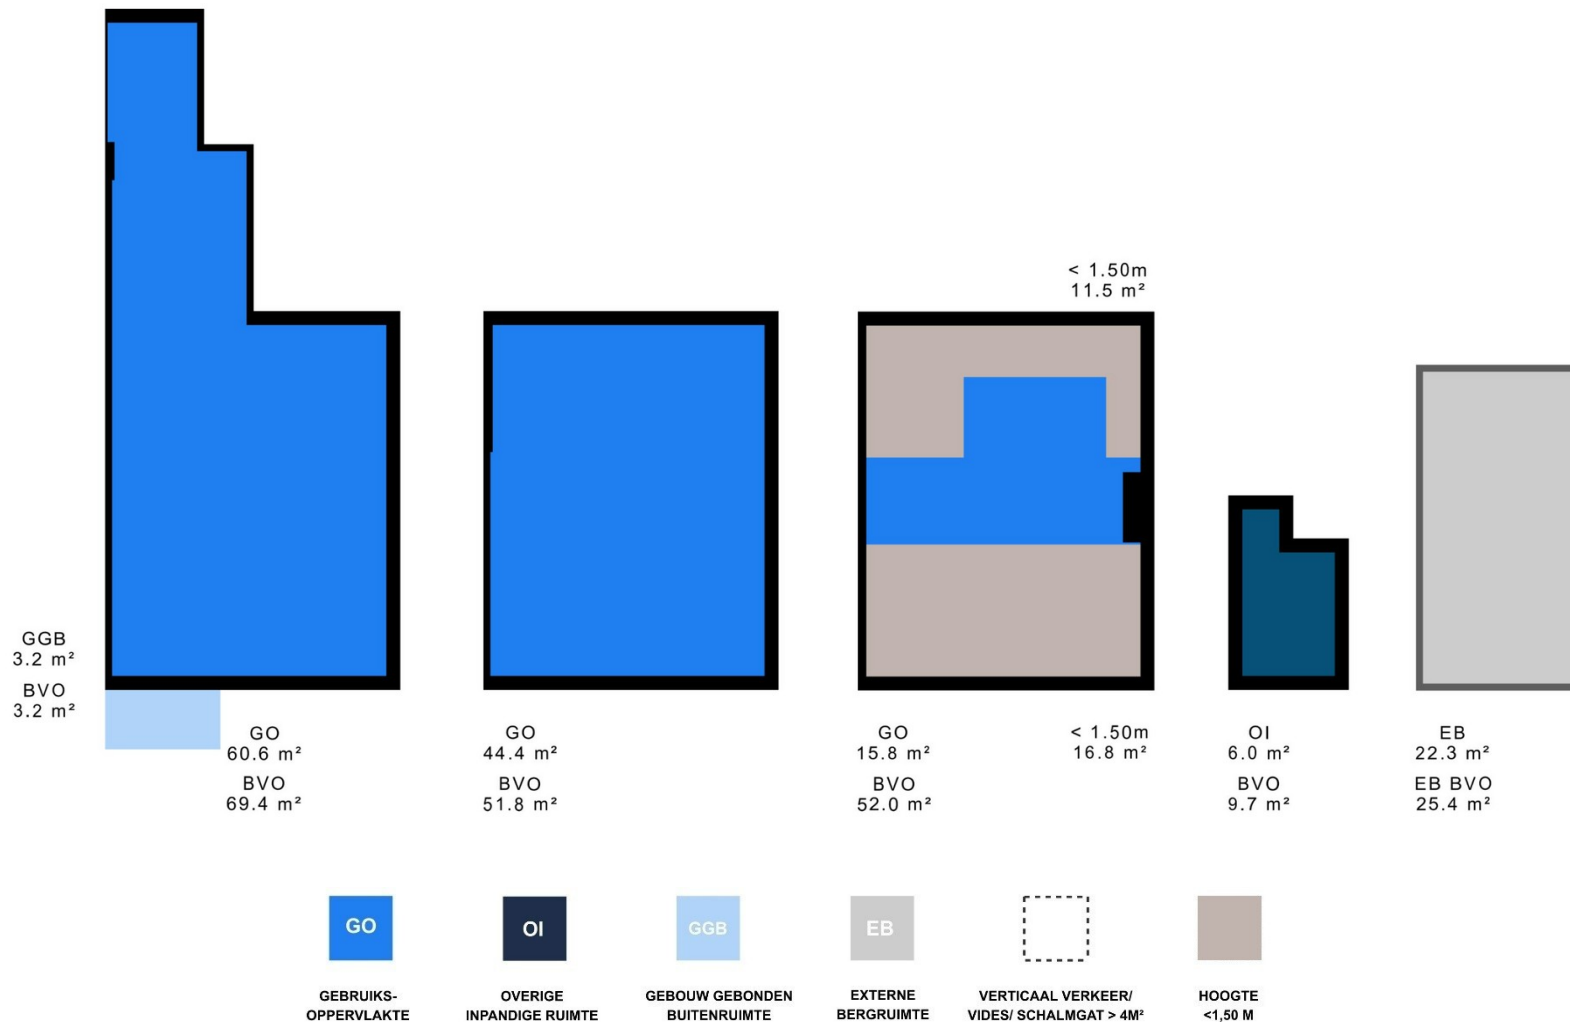 < 1.50m
11.5 m²
GGB
3.2 m²
BVO
3.2 m²
GO
60.6 m²
BVO
69.4 m²
GO
44.4 m²
BVO
51.8 m²
GO
15.8 m²
BVO
52.0 m²
< 1.50m
16.8 m²
OI
6.0 m²
BVO
9.7 m²
EB
22.3 m²
EB BVO
25.4 m²
GO
GEBRUIKS-
OPPERVLAKTE
OI
OVERIGE
INPANDIGE RUIMTE
GGB
GEBOUW GEBONDEN
BUITENRUIMTE
EB
EXTERNE
BERGRUIMTE
VERTICAAL VERKEER/
VIDES/ SCHALMGAT > 4M²
HOOGTE
<1,50 M